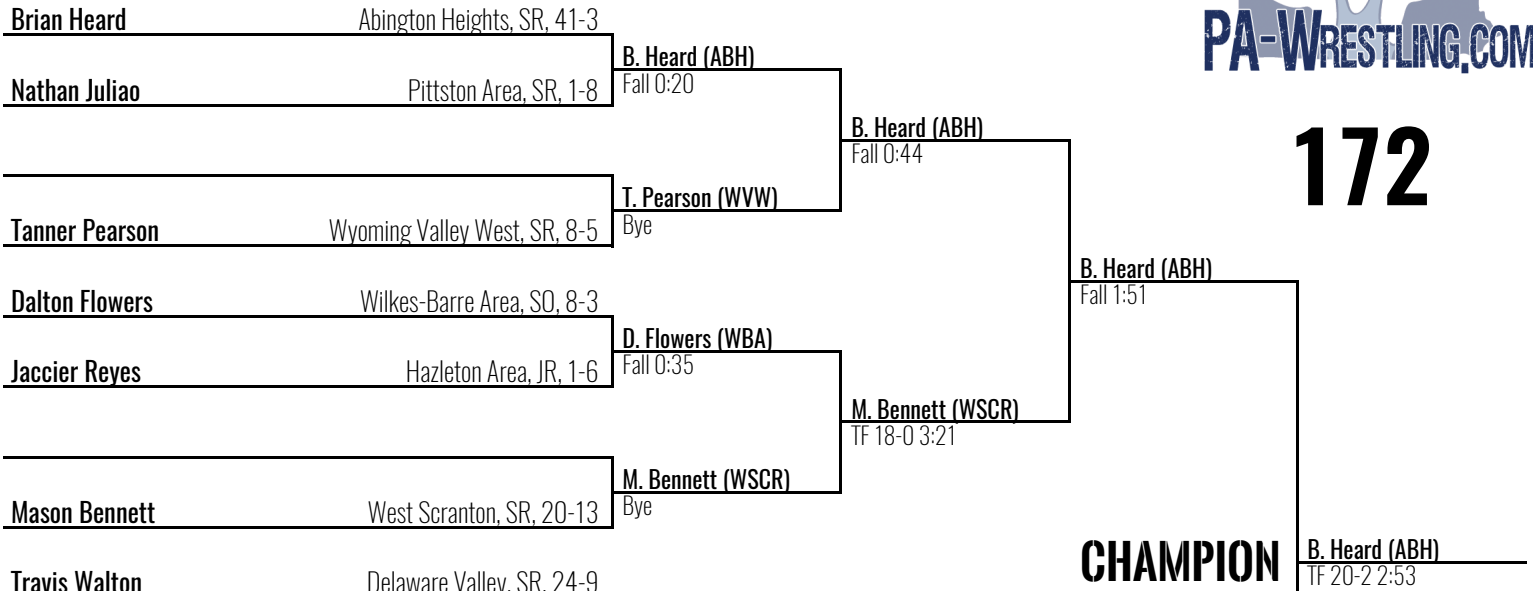 Brian Heard Abington Heights, SR, 41-3
B. Heard (ABH)
Fall 0:20
Nathan Juliao Pittston Area, SR, 1-8
B. Heard (ABH)
Fall 0:44
T. Pearson (WVW)
Bye
Tanner Pearson Wyoming Valley West, SR, 8-5
B. Heard (ABH)
Fall 1:51
Dalton Flowers Wilkes-Barre Area, SO, 8-3
D. Flowers (WBA)
Fall 0:35
Jaccier Reyes Hazleton Area, JR, 1-6
M. Bennett (WSCR)
TF 18-0 3:21
M. Bennett (WSCR)
Bye
Mason Bennett West Scranton, SR, 20-13
CHAMPION
B. Heard (ABH)
TF 20-2 2:53
Travis Walton Delaware Valley, SR, 24-9
PA-WRESTLING.COM
172